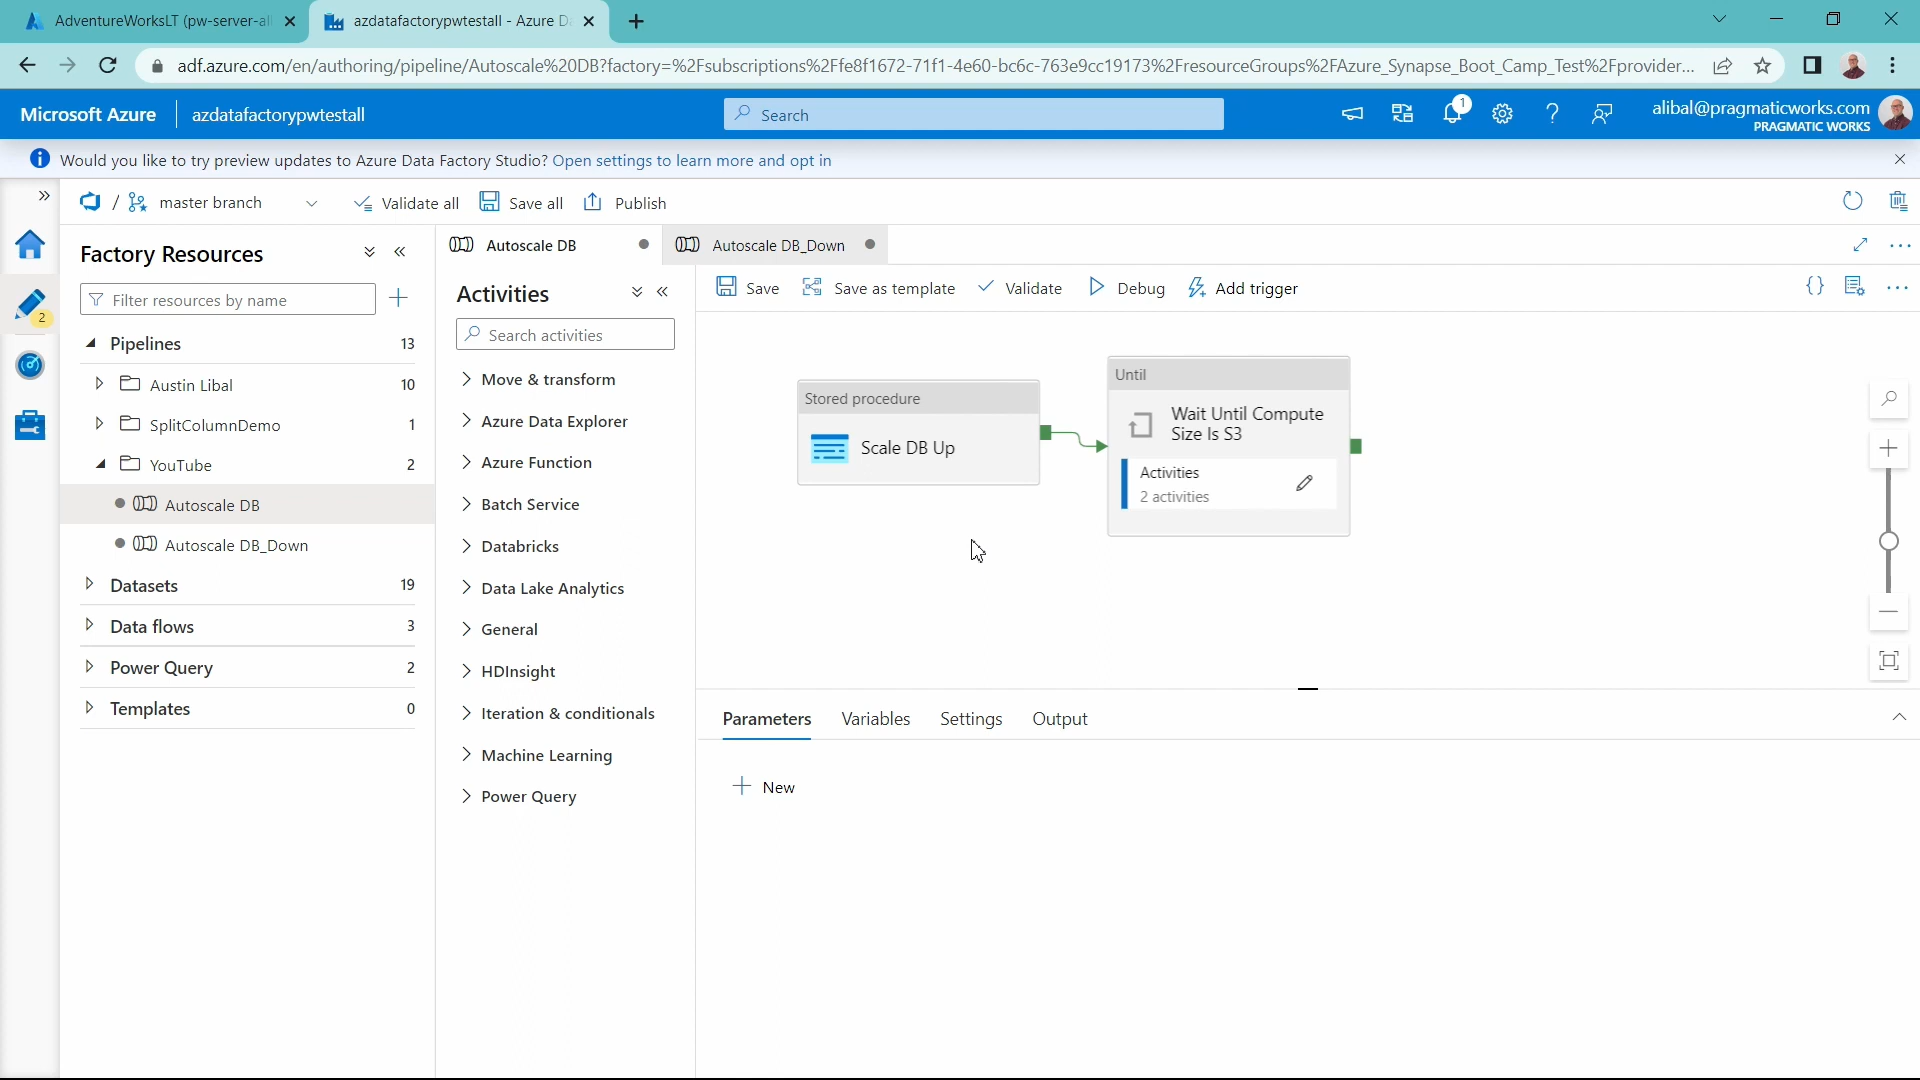 AdventureWorksLT (pw-server-all
azdatafactorypwtestall - Azure Da
adf.azure.com/en/authoring/pipeline/Autoscale%20DB?factory=%2Fsubscriptions%2Ffe8f1672-71f1-4e60-bc6c-763e9cc19173%2FresourceGroups%2FAzure_Synapse_Boot_Camp_Test%2Fprovider...
Microsoft Azure
azdatafactorypwtestall
Search
1
alibal@pragmaticworks.com
PRAGMATIC WORKS
Would you like to try preview updates to Azure Data Factory Studio? Open settings to learn more and opt in
/ master branch
Validate all
Save all
Publish
Factory Resources
Filter resources by name
2
Pipelines 13
Austin Libal 10
SplitColumnDemo 1
YouTube 2
Autoscale DB
Autoscale DB_Down
Datasets 19
Data flows 3
Power Query 2
Templates 0
Autoscale DB
Autoscale DB_Down
Activities
Search activities
Move & transform
Azure Data Explorer
Azure Function
Batch Service
Databricks
Data Lake Analytics
General
HDInsight
Iteration & conditionals
Machine Learning
Power Query
Save
Save as template
Validate
Debug
Add trigger
{}
Stored procedure
Scale DB Up
Until
Wait Until Compute
Size Is S3
Activities
2 activities
Parameters
Variables
Settings
Output
New